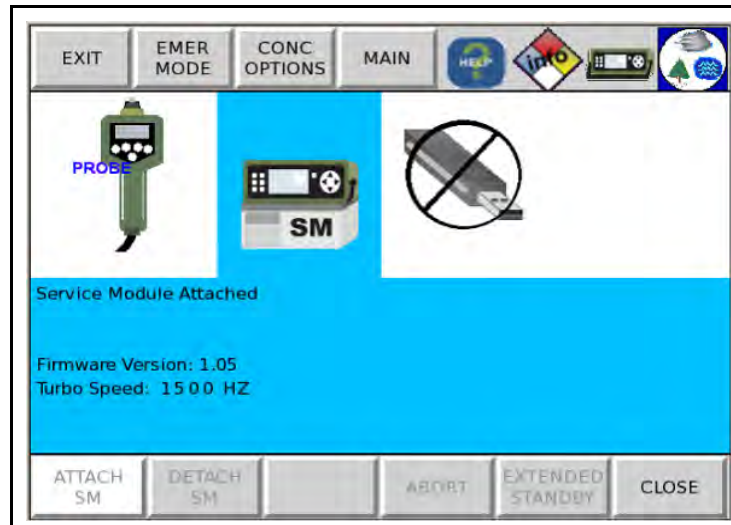 EXIT
EMER
MODE
CONC
OPTIONS
MAIN
HELP
info
PROBE
SM
Service Module Attached
Firmware Version: 1.05
Turbo Speed: 1500 HZ
ATTACH
SM
DETACH
SM
ABORT
EXTENDED
STANDBY
CLOSE